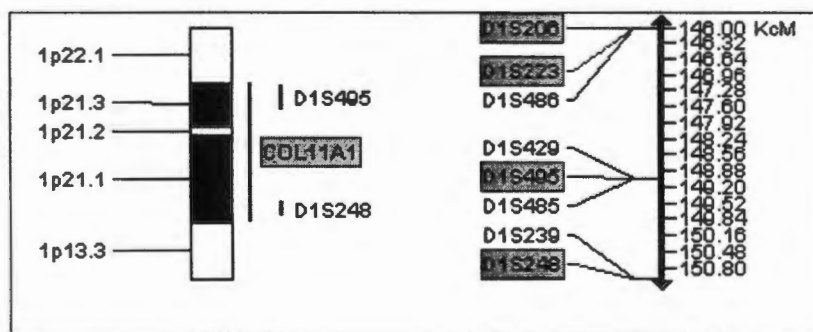 1p22.1
1p21.3
1p21.2
1p21.1
1p13.3
D1S495
COL11A1
D1S248
D1S206
D1S223
D1S486
D1S429
D1S495
D1S485
D1S239
D1S248
146.00 KcM
146.32
146.64
146.96
147.28
147.60
147.92
148.24
148.56
148.88
149.20
149.52
149.84
150.16
150.48
150.80